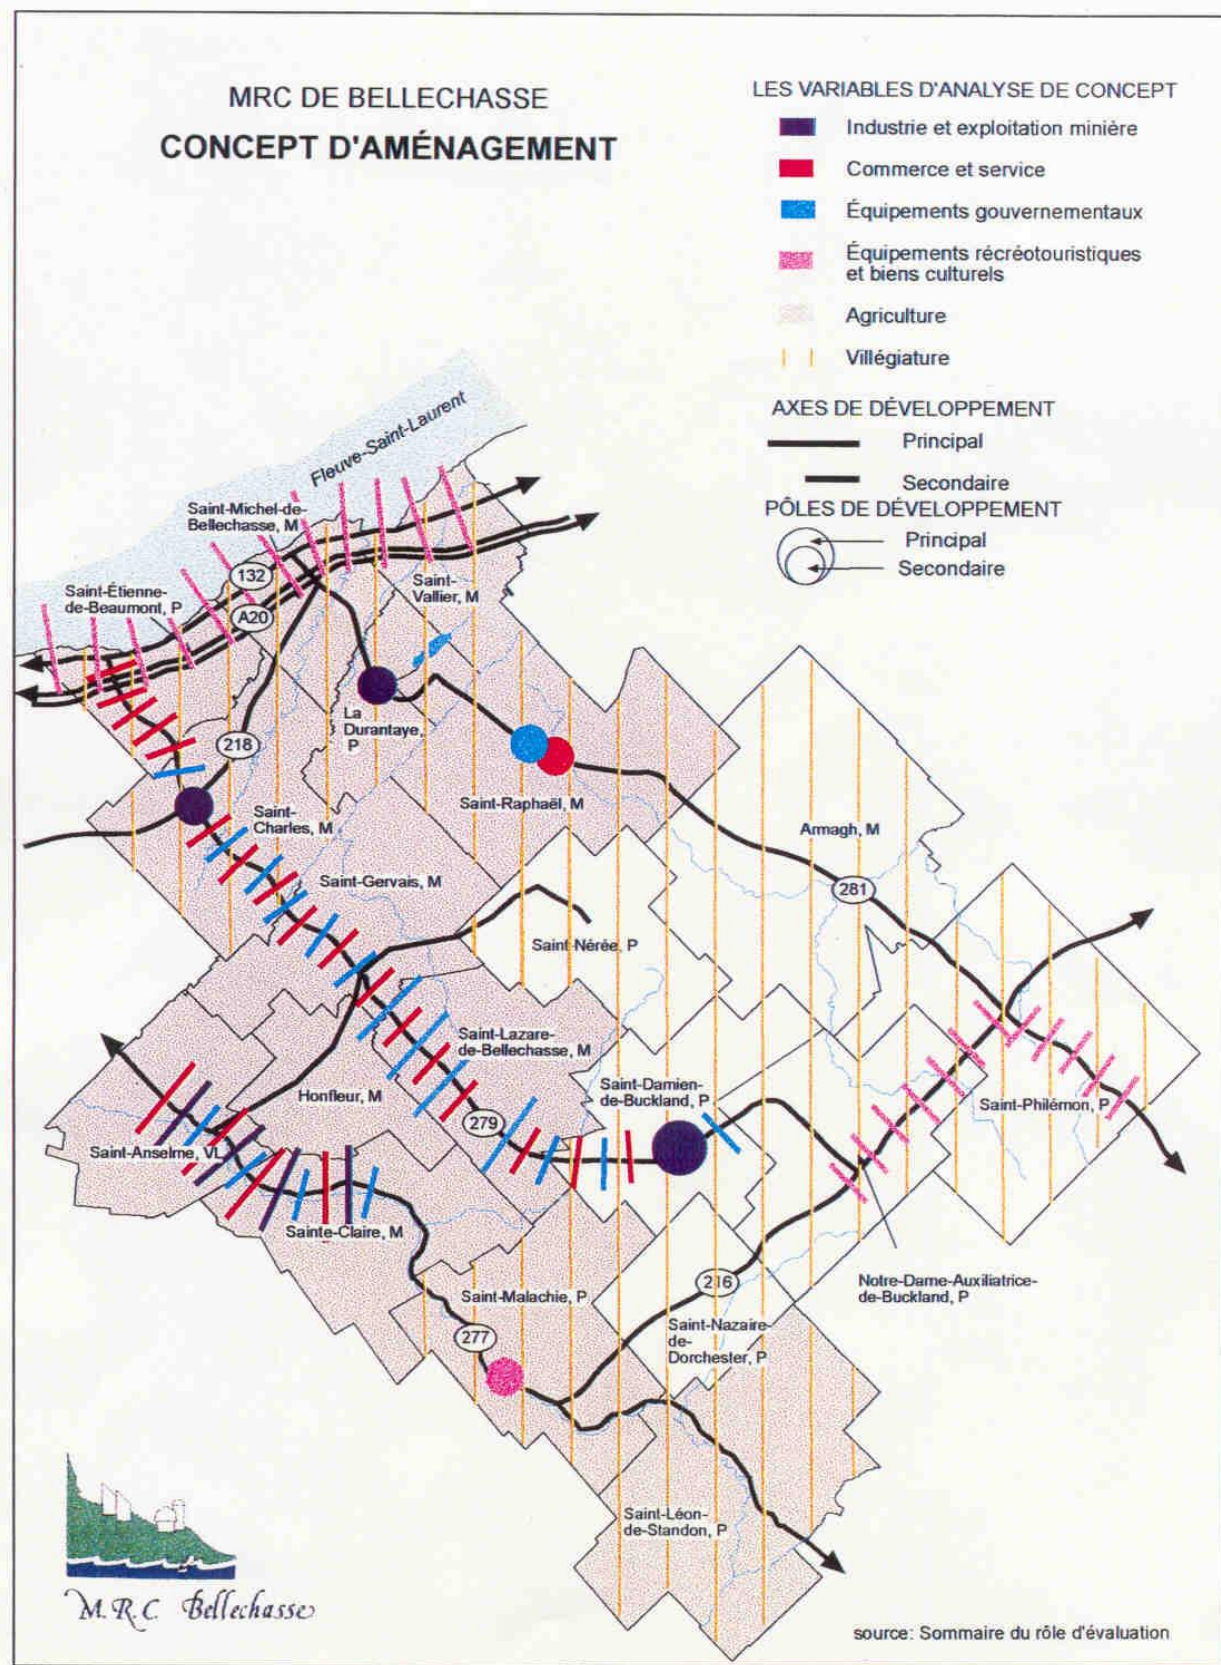 MRC DE BELLECHASSE
CONCEPT D'AMÉNAGEMENT
LES VARIABLES D'ANALYSE DE CONCEPT
Industrie et exploitation minière
Commerce et service
Équipements gouvernementaux
Équipements récréotouristiques
et biens culturels
Agriculture
Villégiature
AXES DE DÉVELOPPEMENT
Principal
Secondaire
PÔLES DE DÉVELOPPEMENT
Principal
Secondaire
Fleuve-Saint-Laurent
Saint-Michel-de-
Bellechasse, M
132
Saint-Étienne-
de-Beaumont, P
A20
Saint-
Vallier, M
La
Durantaye,
P
218
Saint-Raphaël, M
Saint-
Charles, M
Armagh, M
Saint-Gervais, M
281
Saint-Nérée, P
Saint-Lazare-
de-Bellechasse, M
Saint-Damien-
de-Buckland, P
Honfleur, M
Saint-Philémon, P
279
Saint-Anselme, VL
Sainte-Claire, M
216
Notre-Dame-Auxiliatrice-
de-Buckland, P
Saint-Malachie, P
277
Saint-Nazaire-
de-
Dorchester, P
Saint-Léon-
de-Standon, P
M.R.C. Bellechasse
source: Sommaire du rôle d'évaluation